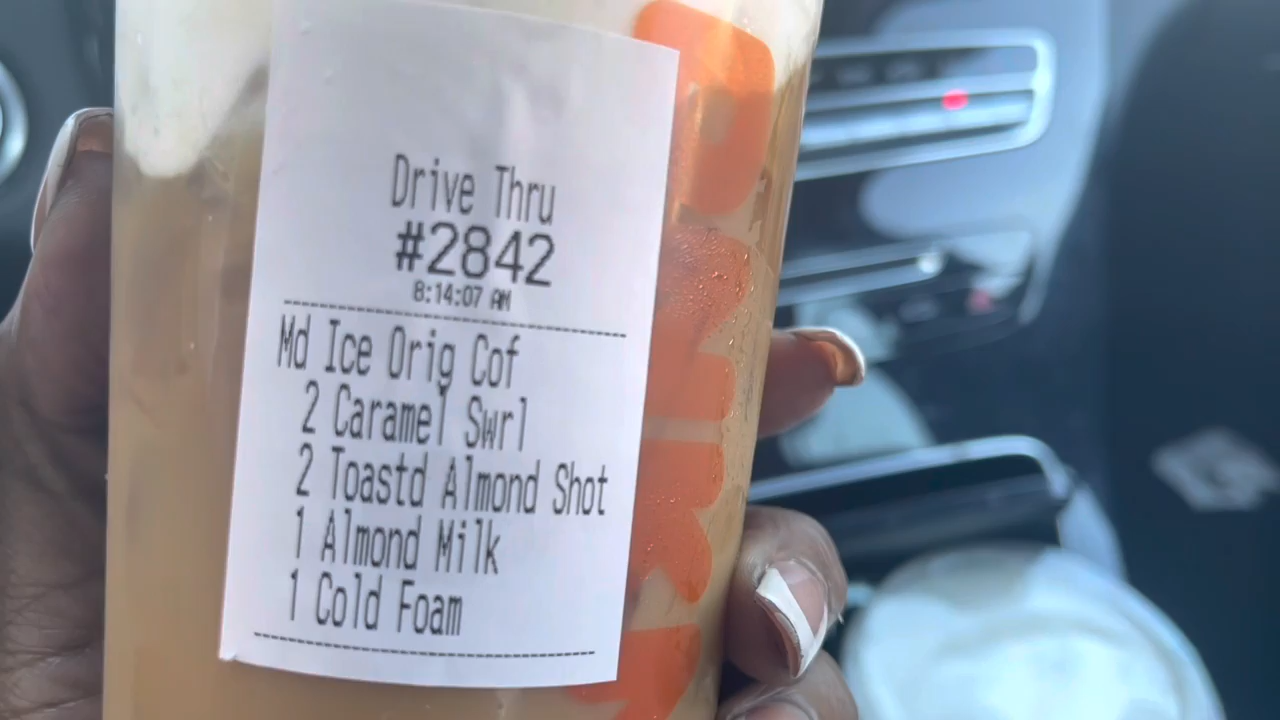 Drive Thru
#2842
8:14:07 AM
Md Ice Orig Cof
2 Caramel Swrl
2 Toastd Almond Shot
1 Almond Milk
1 Cold Foam